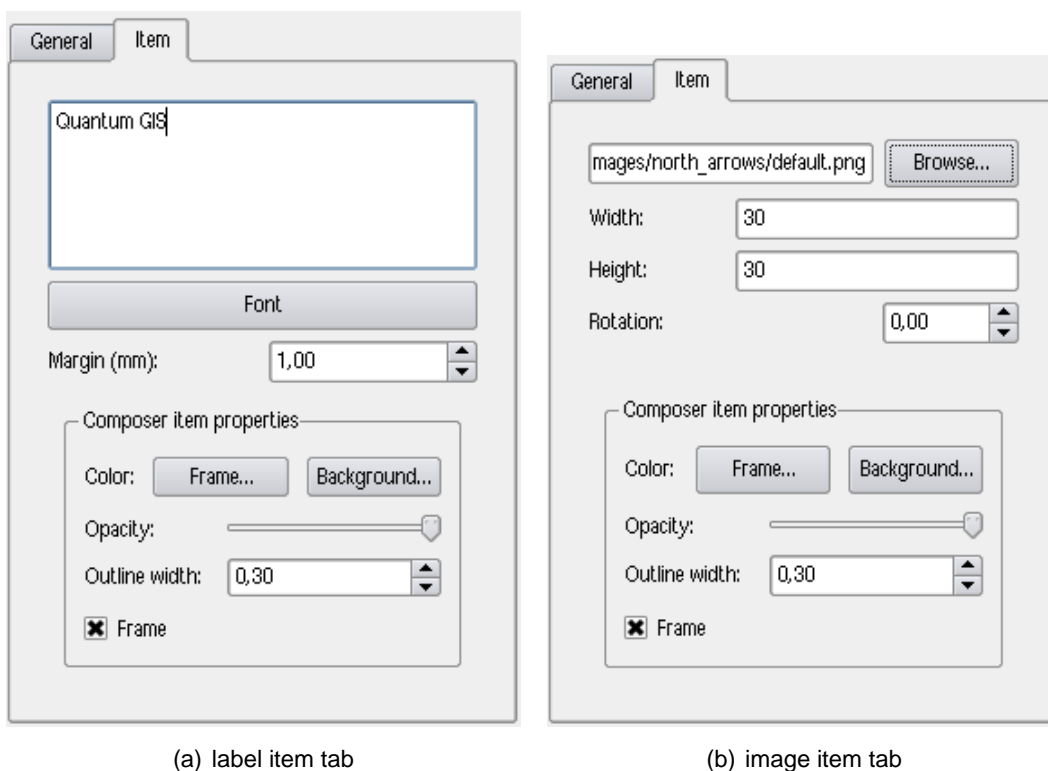 General Item
Quantum GIS
Font
Margin (mm): 1,00
Composer item properties
Color: Frame... Background...
Opacity:
Outline width: 0,30
Frame
(a) label item tab
General Item
mages/north_arrows/default.png Browse...
Width: 30
Height: 30
Rotation: 0,00
Composer item properties
Color: Frame... Background...
Opacity:
Outline width: 0,30
Frame
(b) image item tab